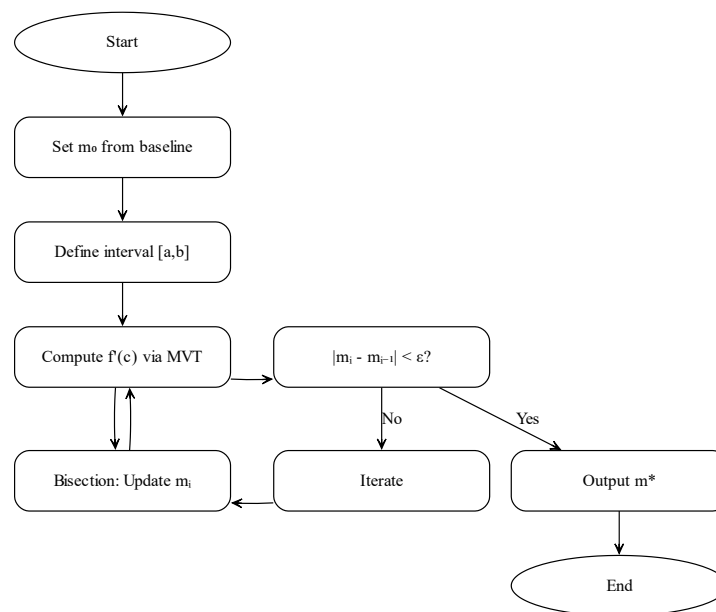 Start
Set m₀ from baseline
Define interval [a,b]
Compute f'(c) via MVT
|mᵢ - mᵢ₋₁| < ε?
No
Yes
Bisection: Update mᵢ
Iterate
Output m*
End